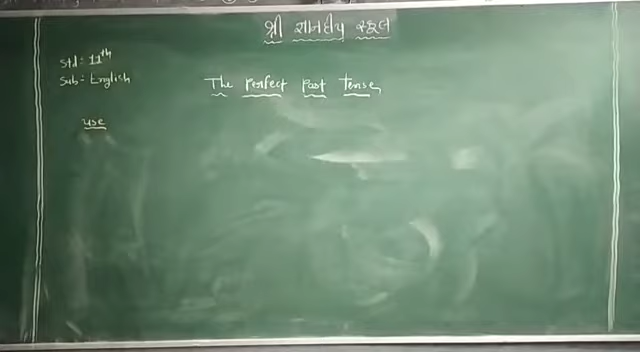 શ્રી જ્ઞાનદીપ સ્કૂલ
Std:- 11th
Sub:- English
The Perfect Past Tense,
use